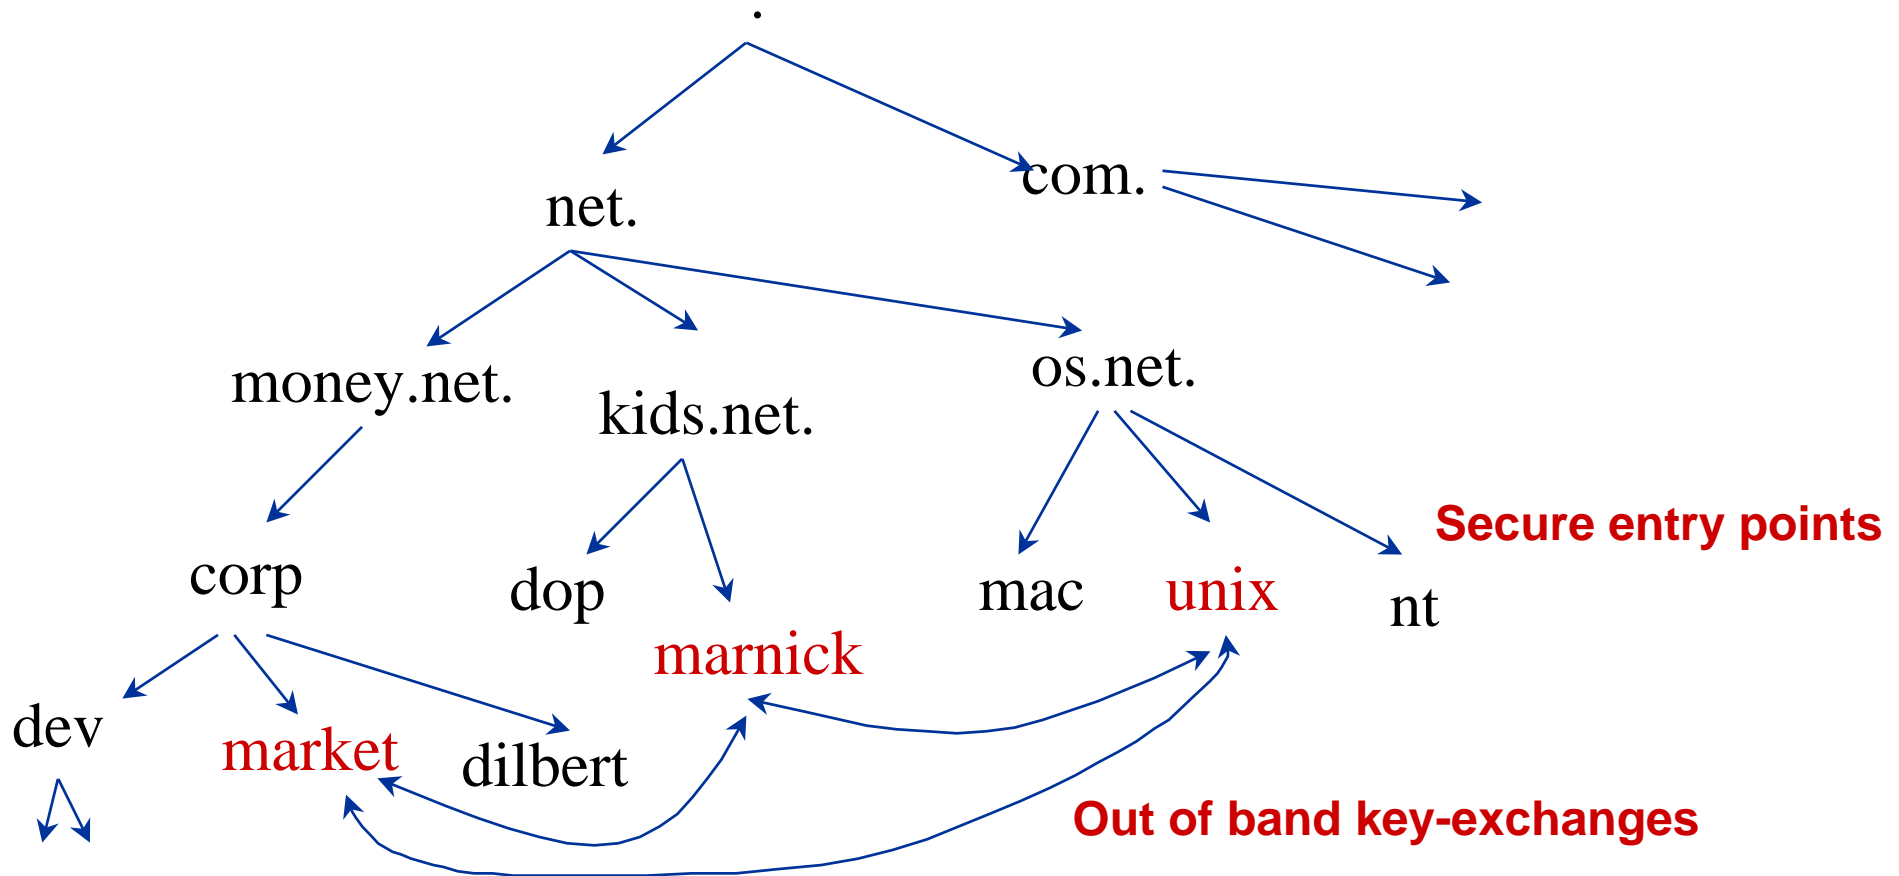 .
com.
net.
os.net.
money.net.
kids.net.
Secure entry points
corp
dop
mac
unix
nt
marnick
dev
market
dilbert
Out of band key-exchanges